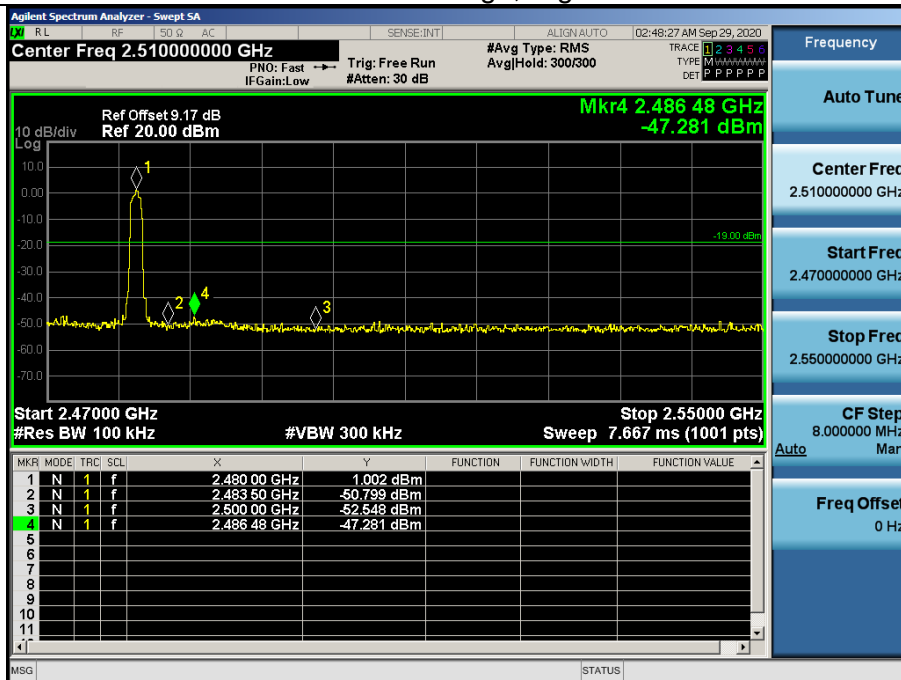 Agilent Spectrum Analyzer - Swept SA
LXI RL RF 50 Ω AC SENSE:INT ALIGN AUTO 02:48:27 AM Sep 29, 2020
Center Freq 2.510000000 GHz #Avg Type: RMS TRACE 1 2 3 4 5 6
PNO: Fast Trig: Free Run Avg|Hold: 300/300 TYPE M
IFGain:Low #Atten: 30 dB DET P P P P P P
Frequency
Mkr4 2.486 48 GHz
-47.281 dBm
Ref Offset 9.17 dB
10 dB/div Ref 20.00 dBm
Log
10.0
0.00
-10.0
-20.0
-30.0
-40.0
-50.0
-60.0
-70.0
1
2
4
3
-19.00 dBm
Start 2.47000 GHz Stop 2.55000 GHz
#Res BW 100 kHz #VBW 300 kHz Sweep 7.667 ms (1001 pts)
MKR MODE TRC SCL X Y FUNCTION FUNCTION WIDTH FUNCTION VALUE
1 N 1 f 2.480 00 GHz 1.002 dBm
2 N 1 f 2.483 50 GHz -50.799 dBm
3 N 1 f 2.500 00 GHz -52.548 dBm
4 N 1 f 2.486 48 GHz -47.281 dBm
5
6
7
8
9
10
11
MSG STATUS
Auto Tune
Center Freq
2.510000000 GHz
Start Freq
2.470000000 GHz
Stop Freq
2.550000000 GHz
CF Step
8.000000 MHz
Auto Man
Freq Offset
0 Hz